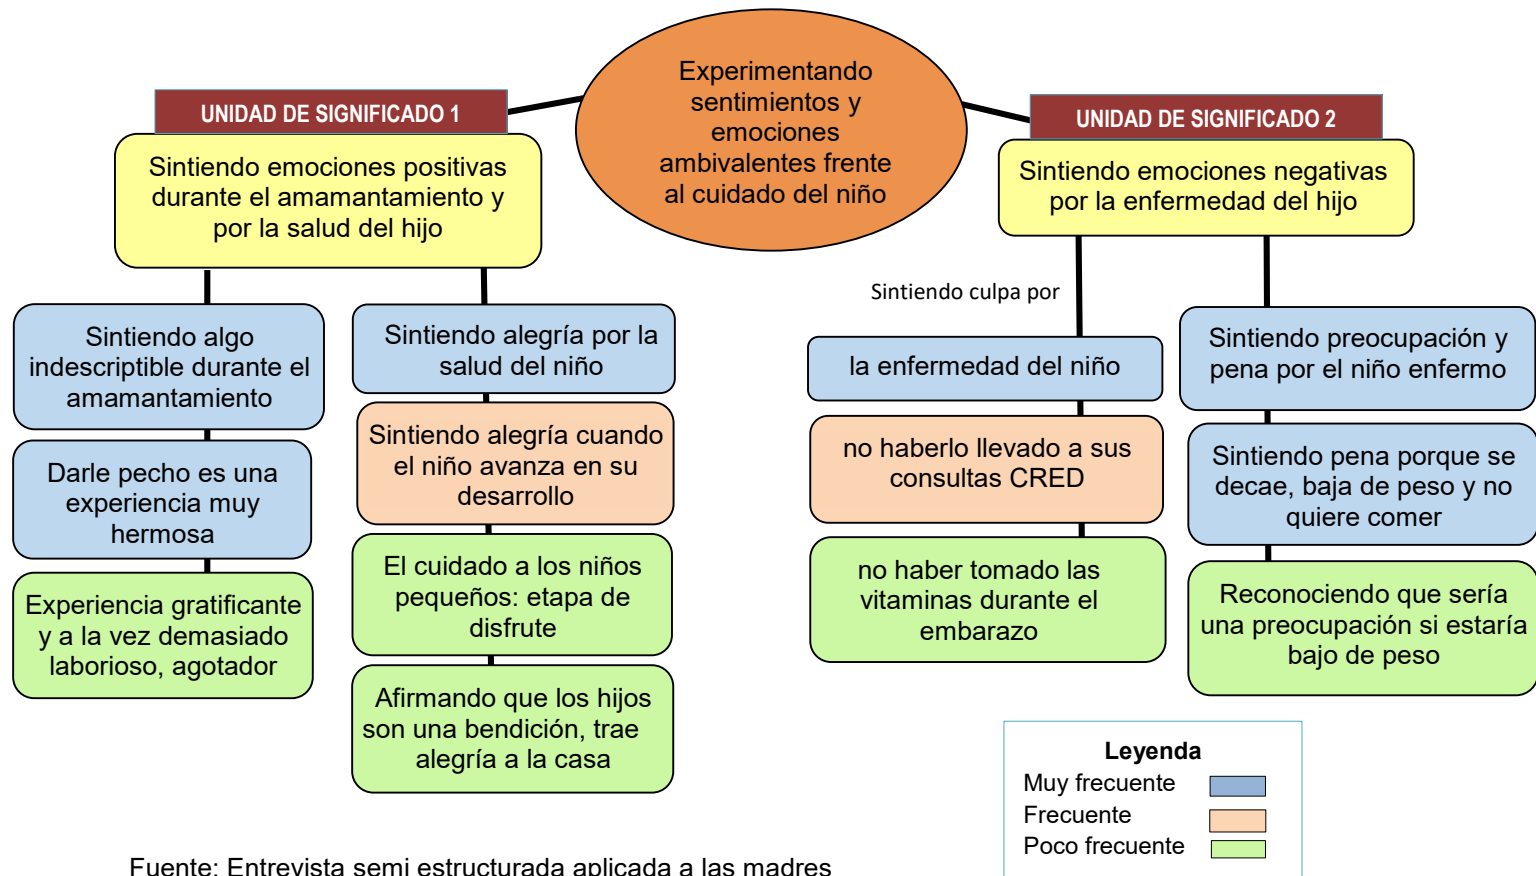 Experimentando
sentimientos y
emociones
ambivalentes frente
al cuidado del niño
UNIDAD DE SIGNIFICADO 1
Sintiendo emociones positivas
durante el amamantamiento y
por la salud del hijo
Sintiendo algo
indescriptible durante el
amamantamiento
Darle pecho es una
experiencia muy
hermosa
Experiencia gratificante
y a la vez demasiado
laborioso, agotador
Sintiendo alegría por la
salud del niño
Sintiendo alegría cuando
el niño avanza en su
desarrollo
El cuidado a los niños
pequeños: etapa de
disfrute
Afirmando que los hijos
son una bendición, trae
alegría a la casa
UNIDAD DE SIGNIFICADO 2
Sintiendo emociones negativas
por la enfermedad del hijo
Sintiendo culpa por
la enfermedad del niño
no haberlo llevado a sus
consultas CRED
no haber tomado las
vitaminas durante el
embarazo
Sintiendo preocupación y
pena por el niño enfermo
Sintiendo pena porque se
decae, baja de peso y no
quiere comer
Reconociendo que sería
una preocupación si estaría
bajo de peso
Leyenda
Muy frecuente
Frecuente
Poco frecuente
Fuente: Entrevista semi estructurada aplicada a las madres